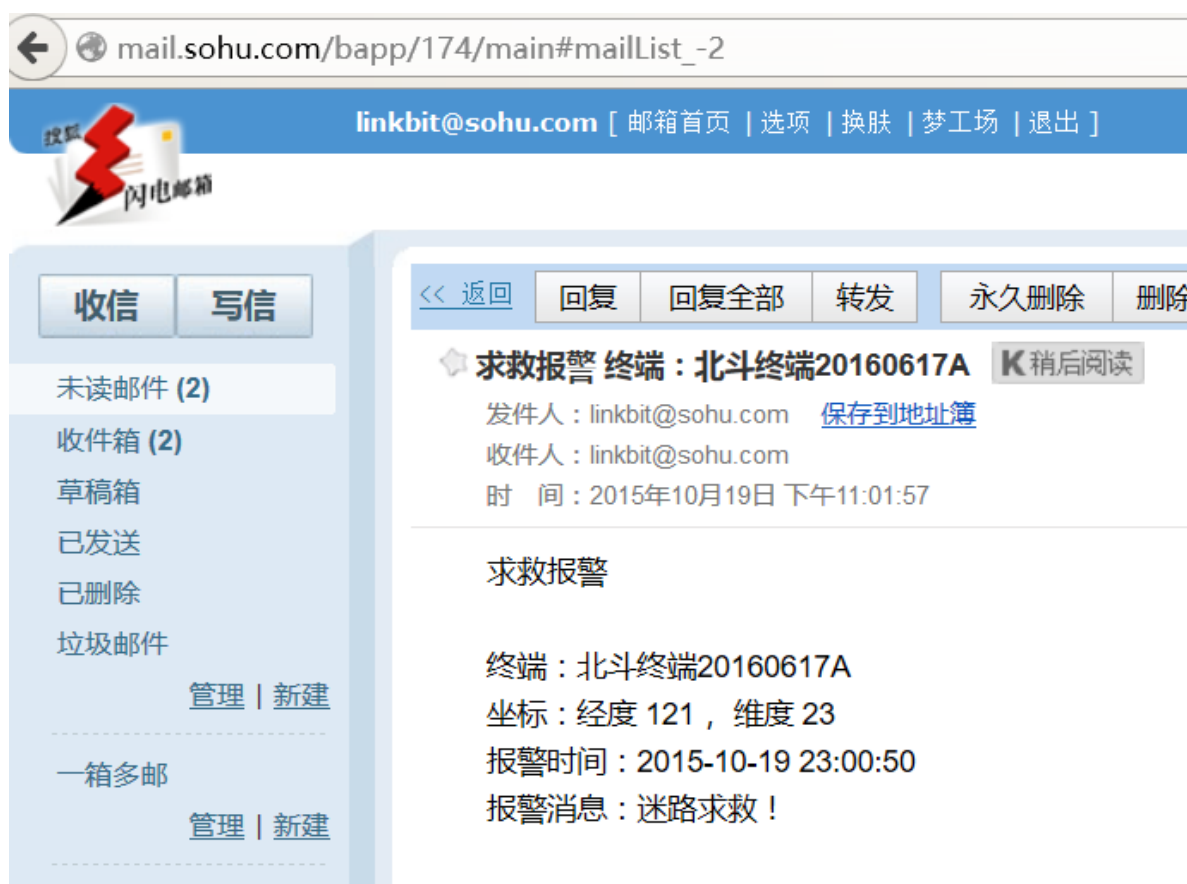 mail.sohu.com/bapp/174/main#mailList_-2
linkbit@sohu.com [ 邮箱首页 | 选项 | 换肤 | 梦工场 | 退出 ]
搜狐
闪电邮箱
收信 写信
未读邮件 (2)
收件箱 (2)
草稿箱
已发送
已删除
垃圾邮件
管理 | 新建
一箱多邮
管理 | 新建
<< 返回 回复 回复全部 转发 永久删除 删除
求救报警 终端：北斗终端20160617A K稍后阅读
发件人：linkbit@sohu.com 保存到地址簿
收件人：linkbit@sohu.com
时 间：2015年10月19日 下午11:01:57
求救报警
终端：北斗终端20160617A
坐标：经度 121， 维度 23
报警时间：2015-10-19 23:00:50
报警消息：迷路求救！